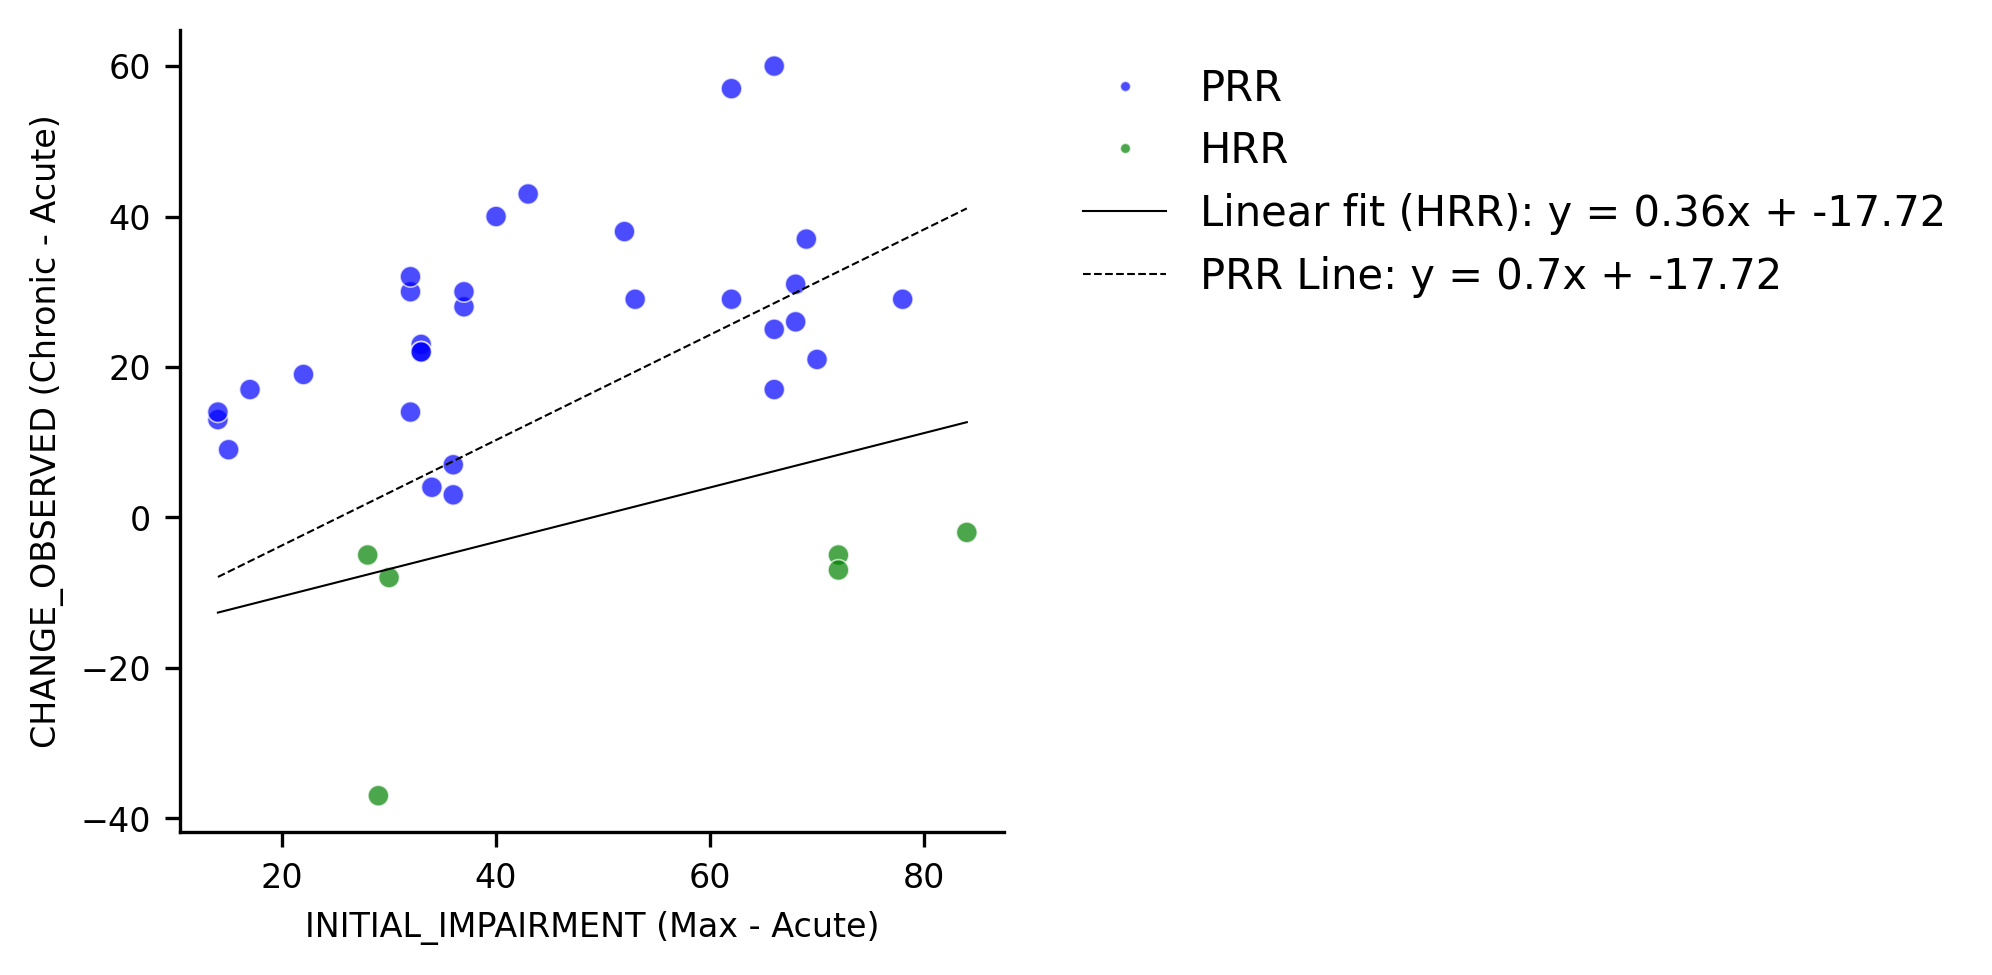 60
40
20
0
−20
−40
20 40 60 80
CHANGE_OBSERVED (Chronic - Acute)
INITIAL_IMPAIRMENT (Max - Acute)
PRR
HRR
Linear fit (HRR): y = 0.36x + -17.72
PRR Line: y = 0.7x + -17.72